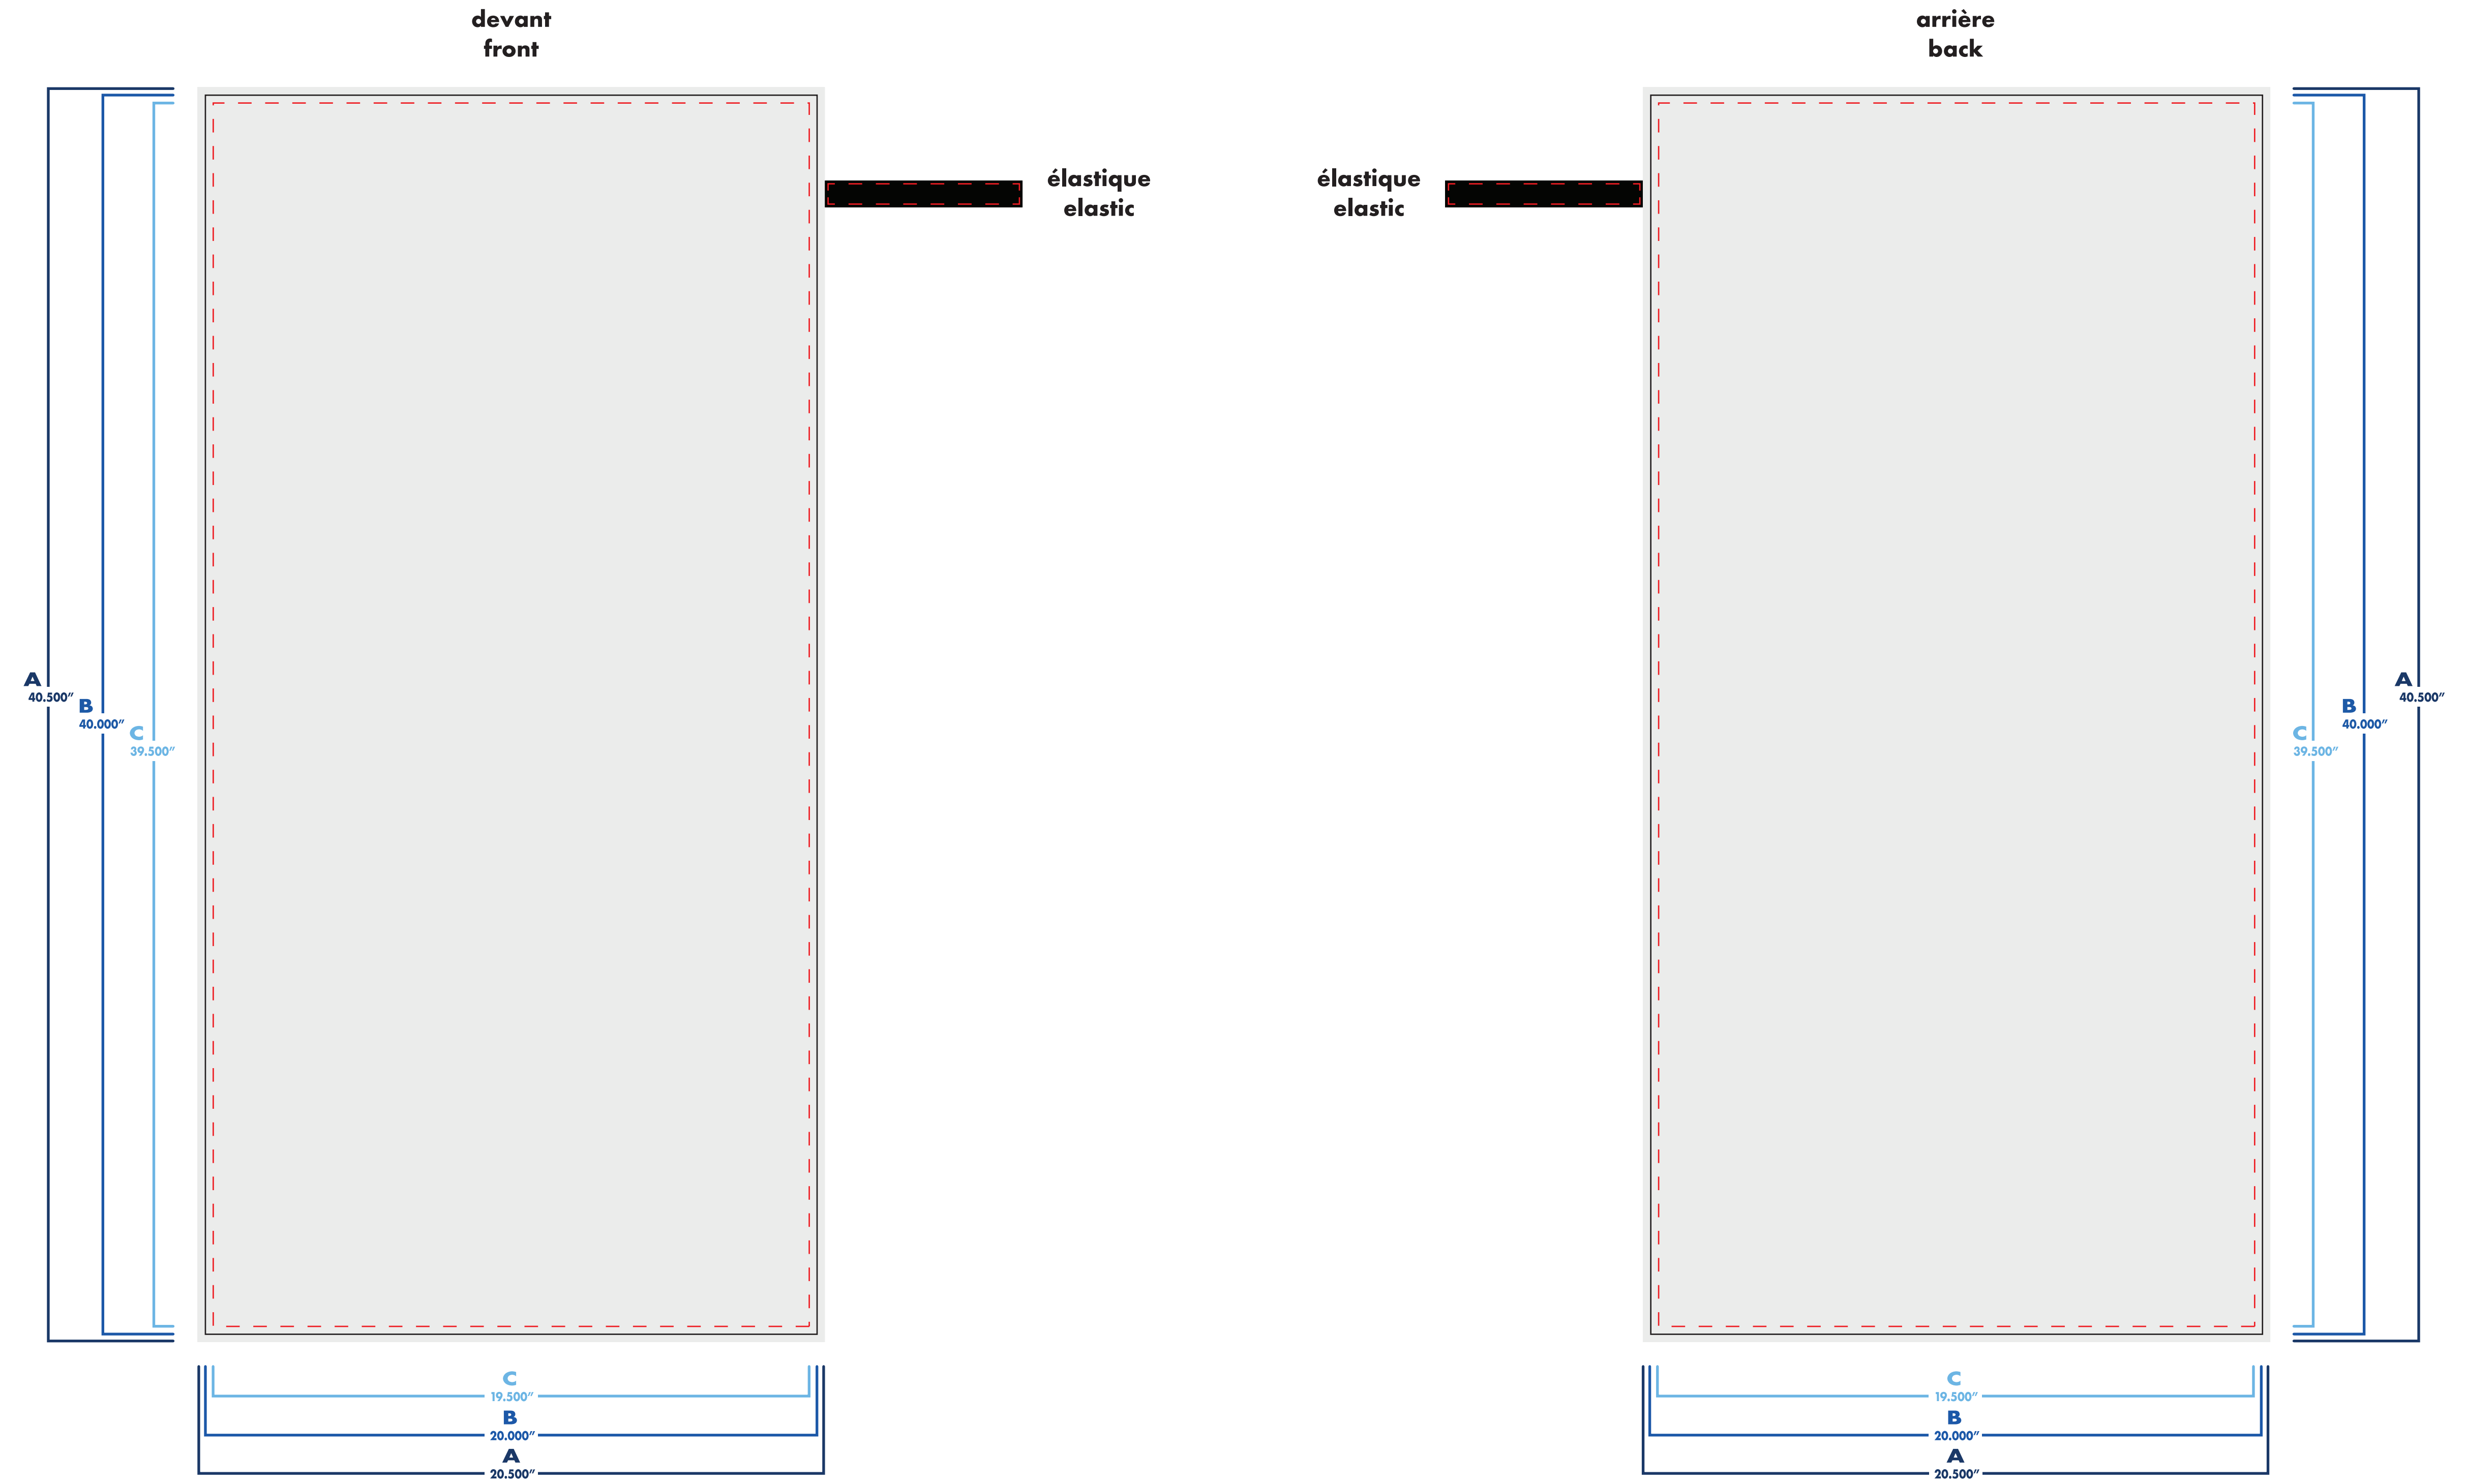 devant
front
arrière
back
élastique
elastic
élastique
elastic
A
40.500″
B
40.000″
C
39.500″
A
40.500″
B
40.000″
C
39.500″
C
19.500″
B
20.000″
A
20.500″
C
19.500″
B
20.000″
A
20.500″